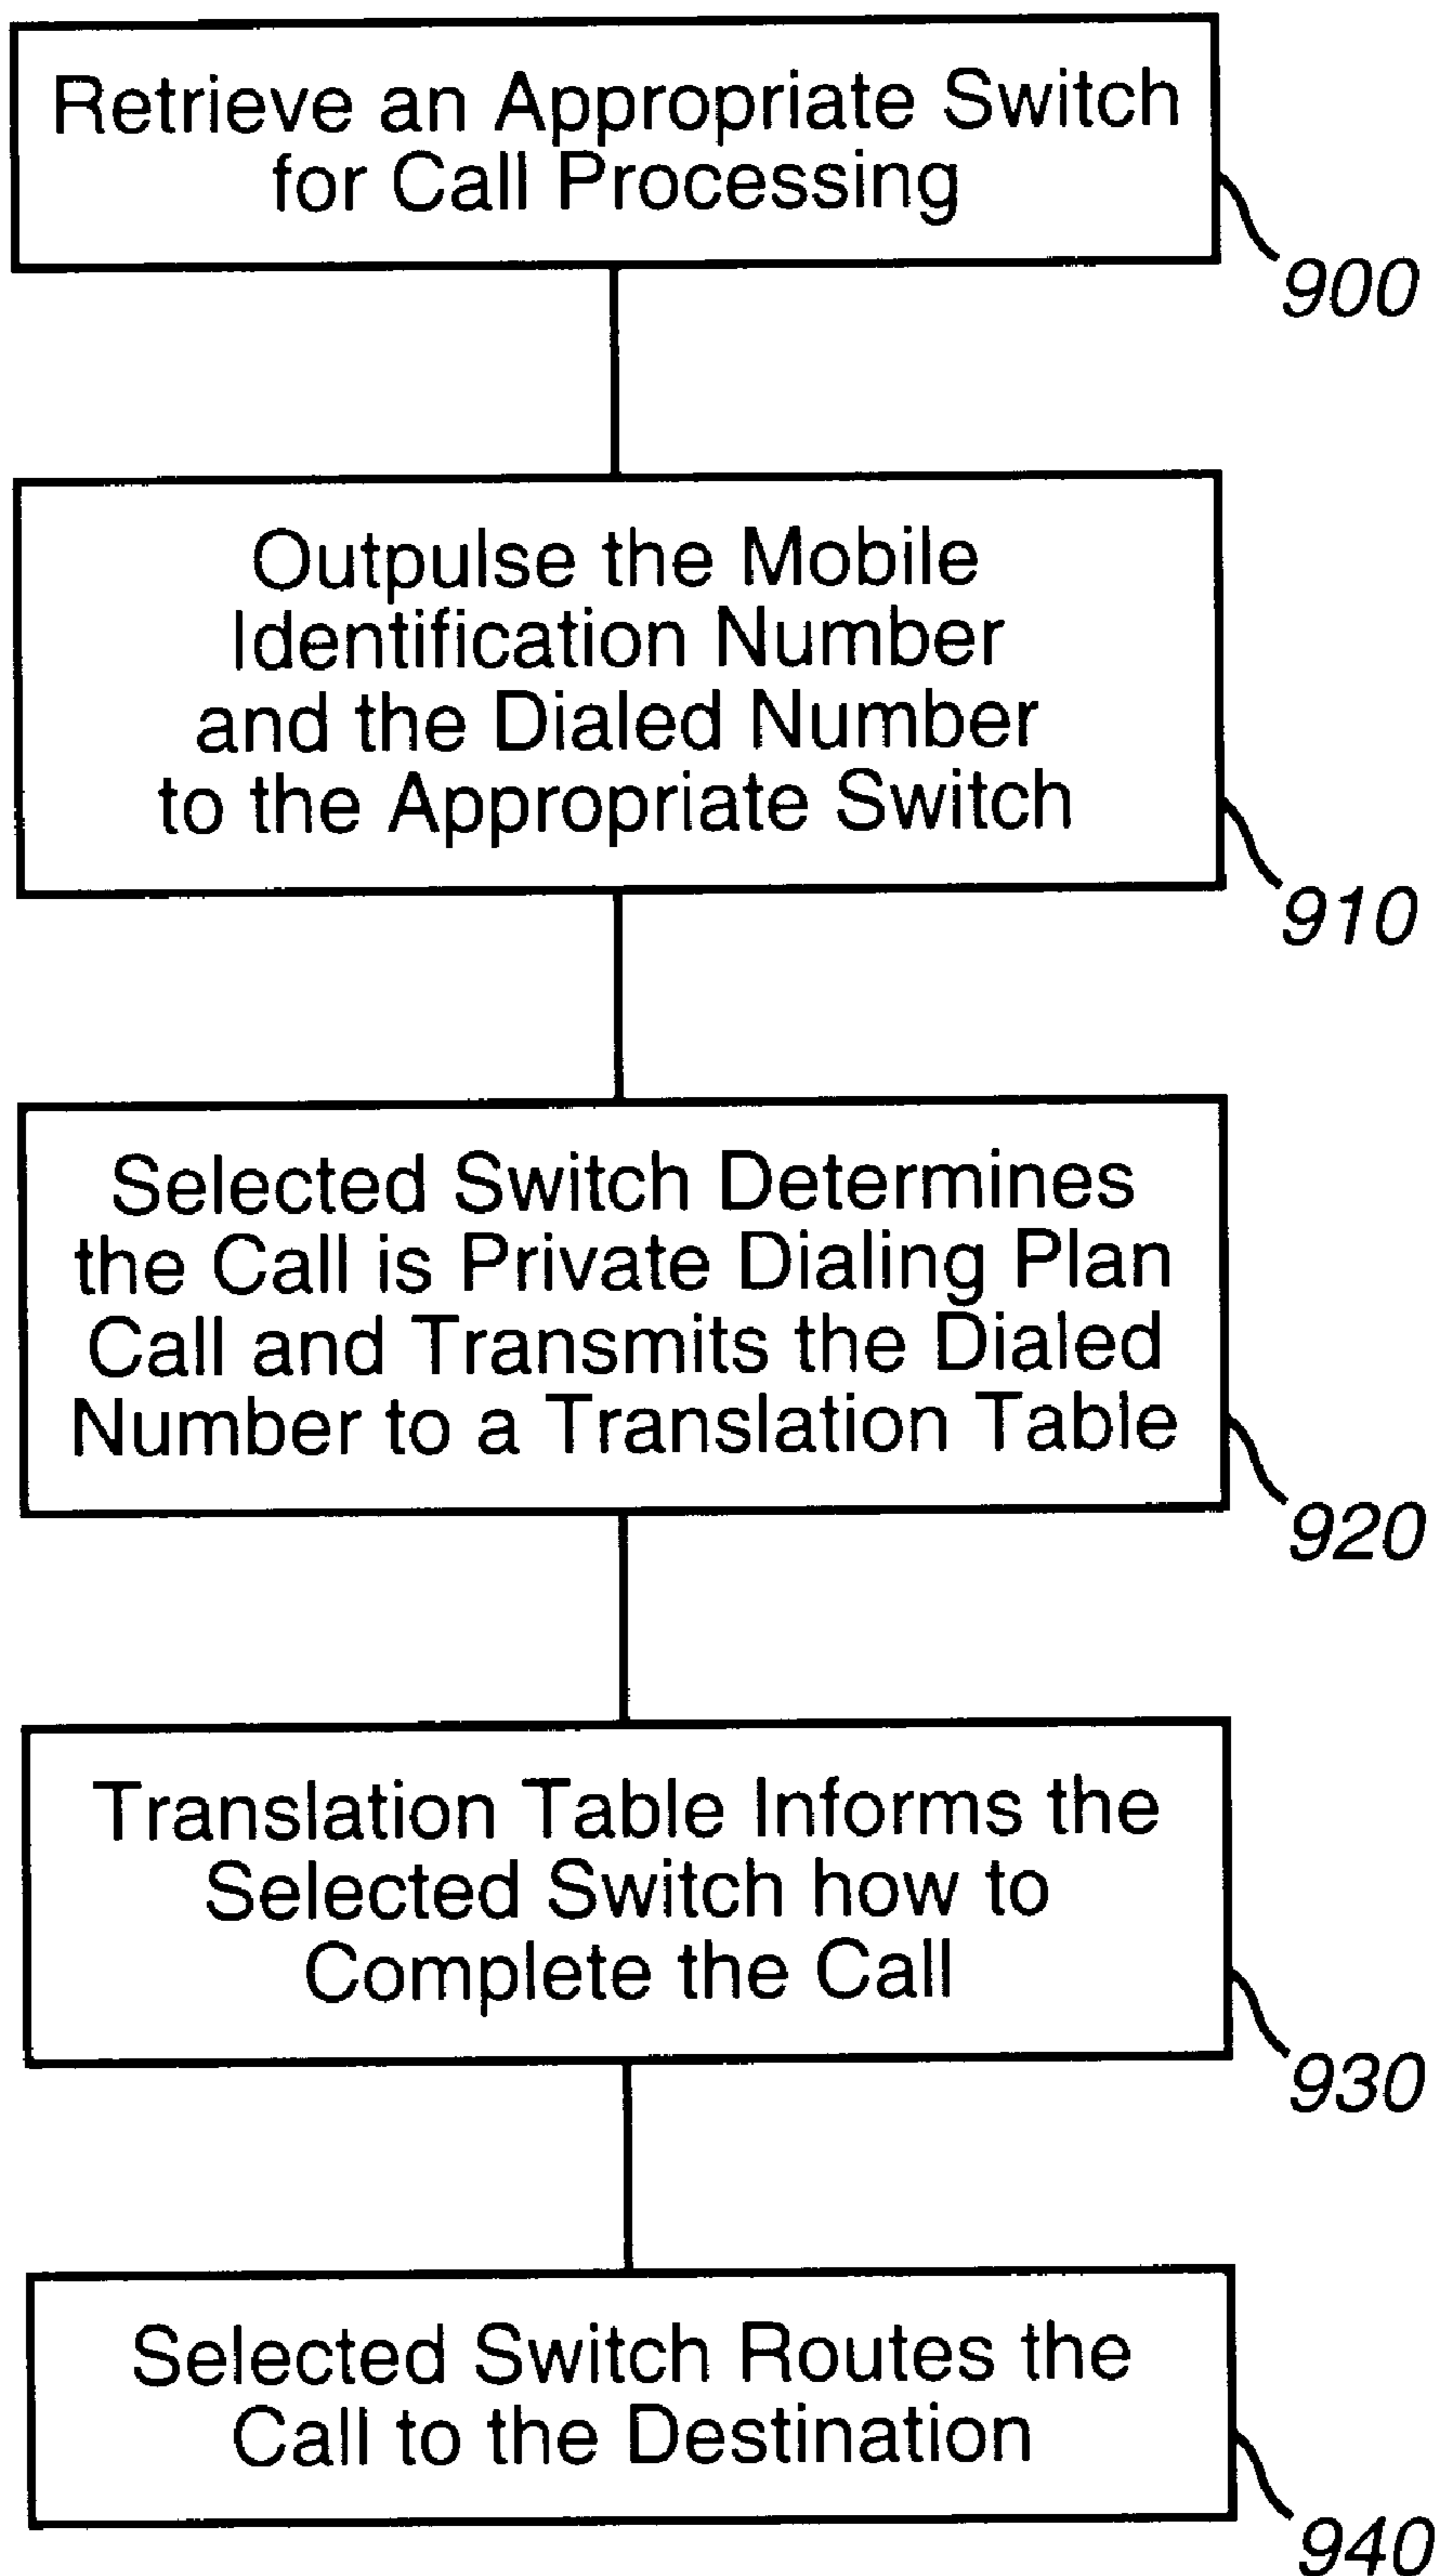 Retrieve an Appropriate Switch
for Call Processing
900
Outpulse the Mobile
Identification Number
and the Dialed Number
to the Appropriate Switch
910
Selected Switch Determines
the Call is Private Dialing Plan
Call and Transmits the Dialed
Number to a Translation Table
920
Translation Table Informs the
Selected Switch how to
Complete the Call
930
Selected Switch Routes the
Call to the Destination
940